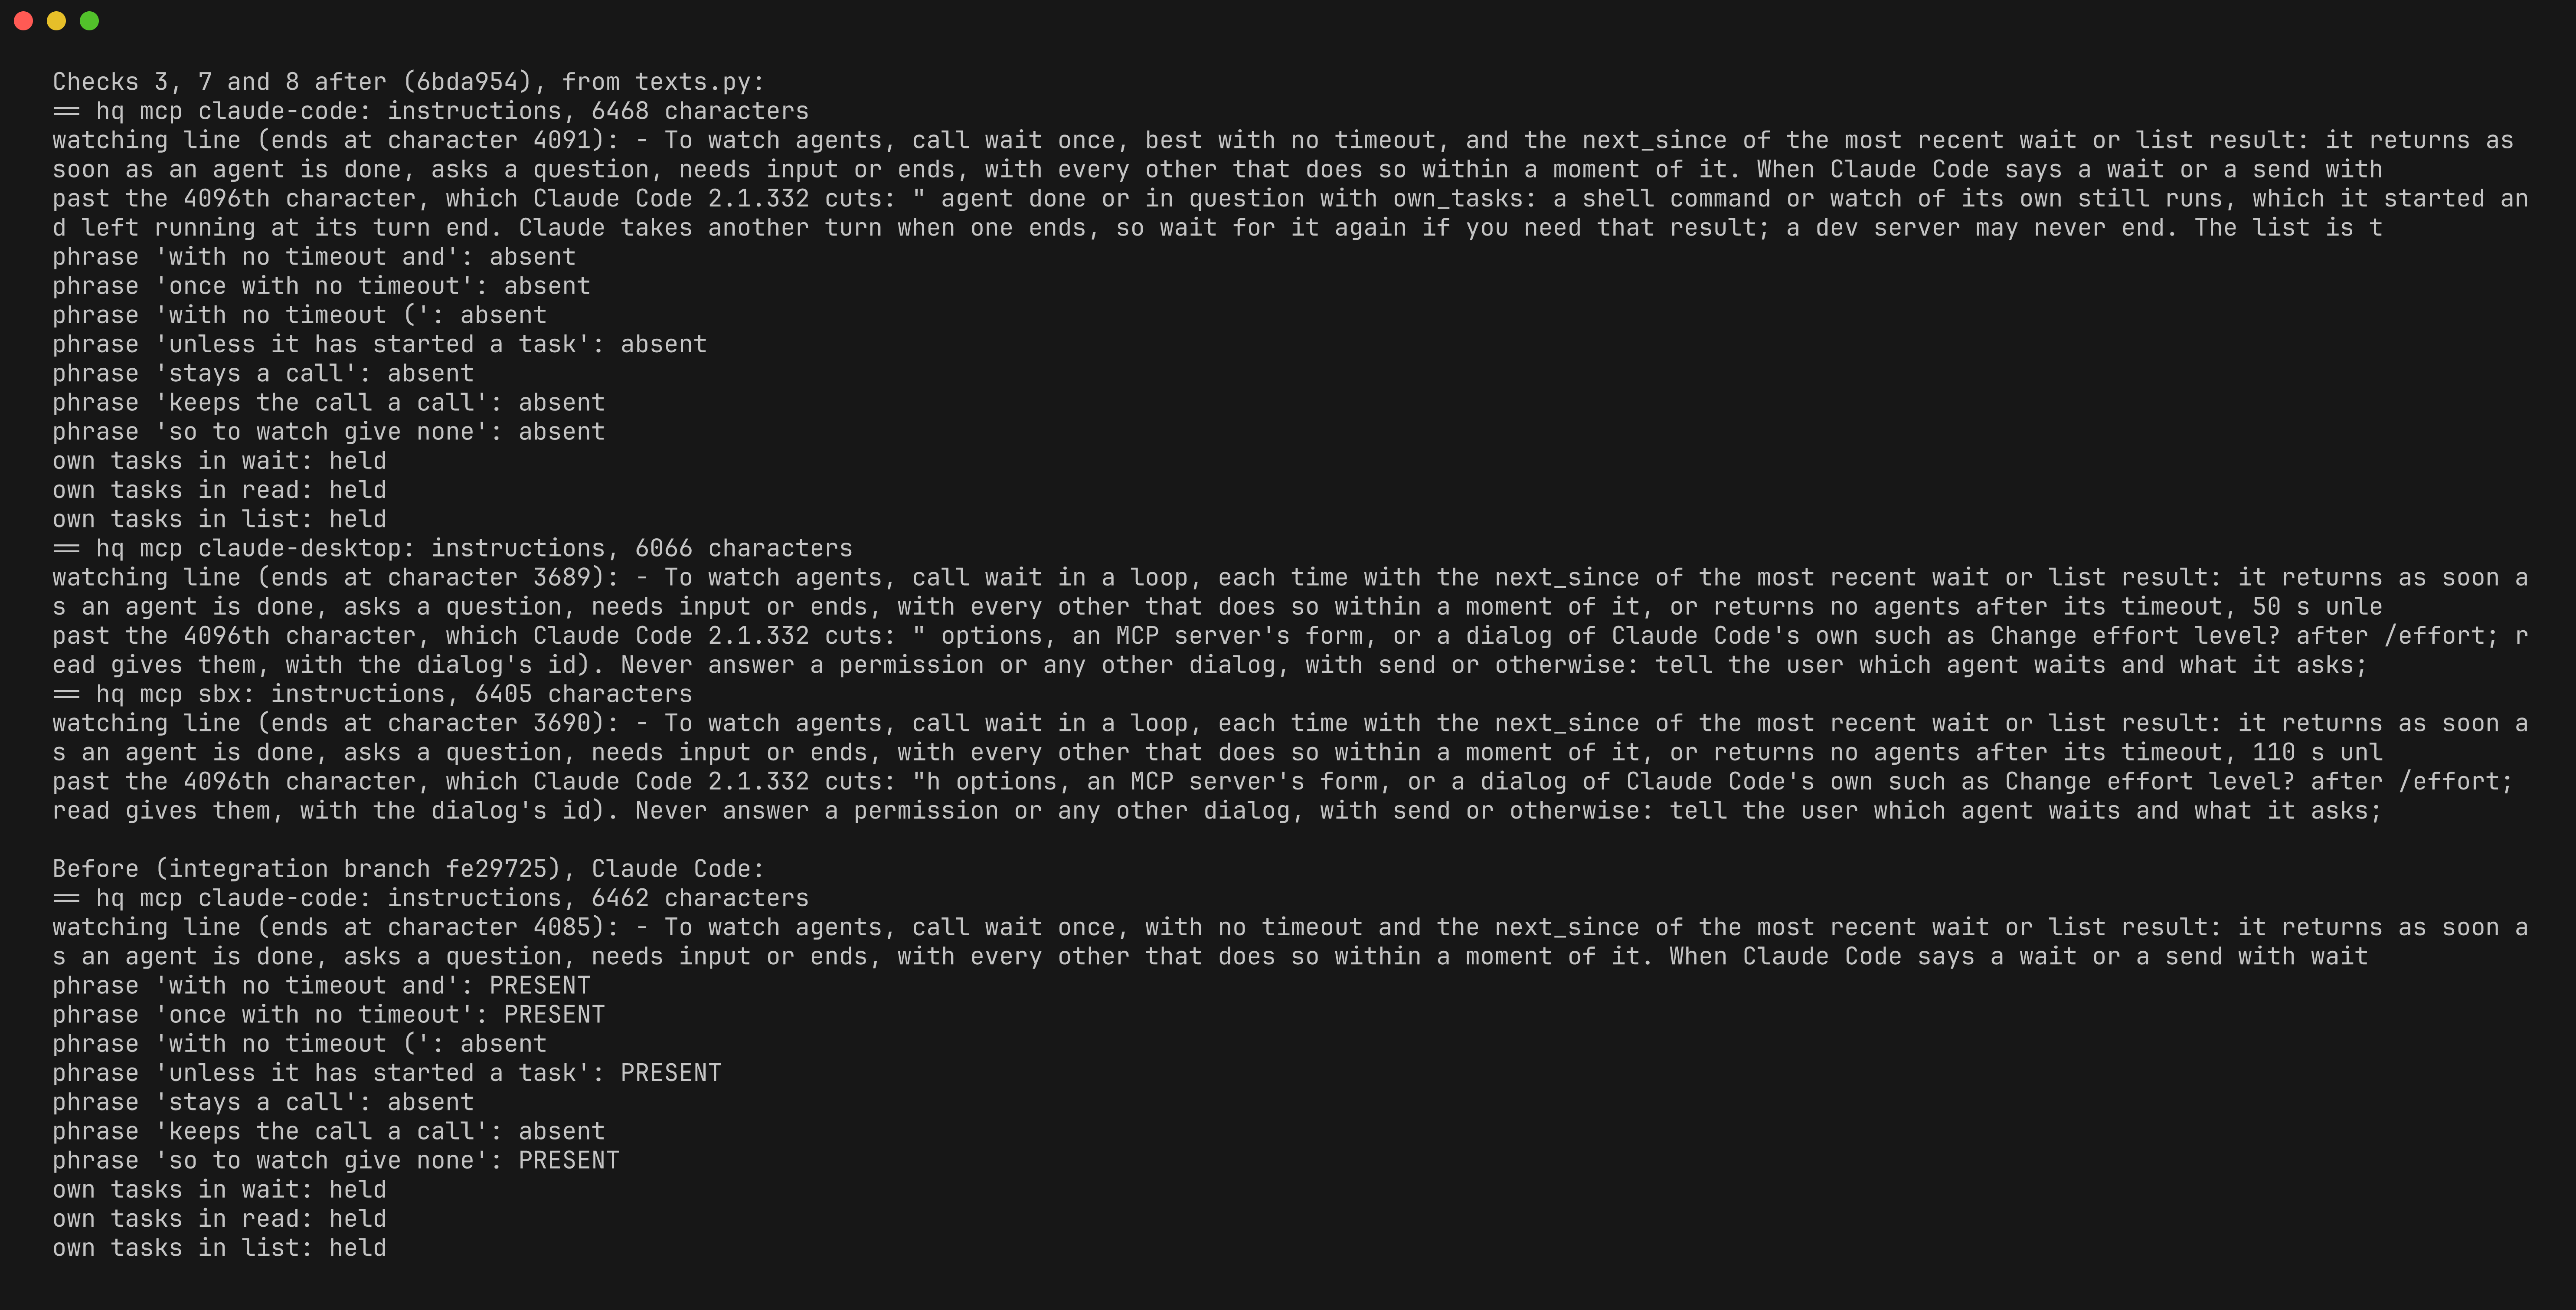 Checks 3, 7 and 8 after (6bda954), from texts.py:
== hq mcp claude-code: instructions, 6468 characters
watching line (ends at character 4091): - To watch agents, call wait once, best with no timeout, and the next_since of the most recent wait or list result: it returns as
soon as an agent is done, asks a question, needs input or ends, with every other that does so within a moment of it. When Claude Code says a wait or a send with
past the 4096th character, which Claude Code 2.1.332 cuts: " agent done or in question with own_tasks: a shell command or watch of its own still runs, which it started an
d left running at its turn end. Claude takes another turn when one ends, so wait for it again if you need that result; a dev server may never end. The list is t
phrase 'with no timeout and': absent
phrase 'once with no timeout': absent
phrase 'with no timeout (': absent
phrase 'unless it has started a task': absent
phrase 'stays a call': absent
phrase 'keeps the call a call': absent
phrase 'so to watch give none': absent
own tasks in wait: held
own tasks in read: held
own tasks in list: held
== hq mcp claude-desktop: instructions, 6066 characters
watching line (ends at character 3689): - To watch agents, call wait in a loop, each time with the next_since of the most recent wait or list result: it returns as soon a
s an agent is done, asks a question, needs input or ends, with every other that does so within a moment of it, or returns no agents after its timeout, 50 s unle
past the 4096th character, which Claude Code 2.1.332 cuts: " options, an MCP server's form, or a dialog of Claude Code's own such as Change effort level? after /effort; r
ead gives them, with the dialog's id). Never answer a permission or any other dialog, with send or otherwise: tell the user which agent waits and what it asks;
== hq mcp sbx: instructions, 6405 characters
watching line (ends at character 3690): - To watch agents, call wait in a loop, each time with the next_since of the most recent wait or list result: it returns as soon a
s an agent is done, asks a question, needs input or ends, with every other that does so within a moment of it, or returns no agents after its timeout, 110 s unl
past the 4096th character, which Claude Code 2.1.332 cuts: "h options, an MCP server's form, or a dialog of Claude Code's own such as Change effort level? after /effort;
read gives them, with the dialog's id). Never answer a permission or any other dialog, with send or otherwise: tell the user which agent waits and what it asks;
Before (integration branch fe29725), Claude Code:
== hq mcp claude-code: instructions, 6462 characters
watching line (ends at character 4085): - To watch agents, call wait once, with no timeout and the next_since of the most recent wait or list result: it returns as soon a
s an agent is done, asks a question, needs input or ends, with every other that does so within a moment of it. When Claude Code says a wait or a send with wait
phrase 'with no timeout and': PRESENT
phrase 'once with no timeout': PRESENT
phrase 'with no timeout (': absent
phrase 'unless it has started a task': PRESENT
phrase 'stays a call': absent
phrase 'keeps the call a call': absent
phrase 'so to watch give none': PRESENT
own tasks in wait: held
own tasks in read: held
own tasks in list: held